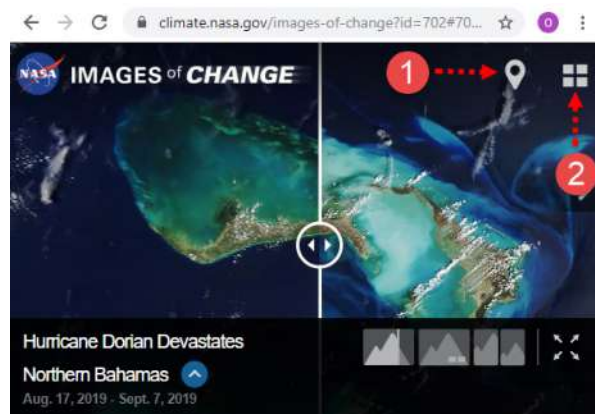 climate.nasa.gov/images-of-change?id=702#70...
O
NASA IMAGES of CHANGE
1
2
Hurricane Dorian Devastates
Northern Bahamas
Aug. 17, 2019 - Sept. 7, 2019